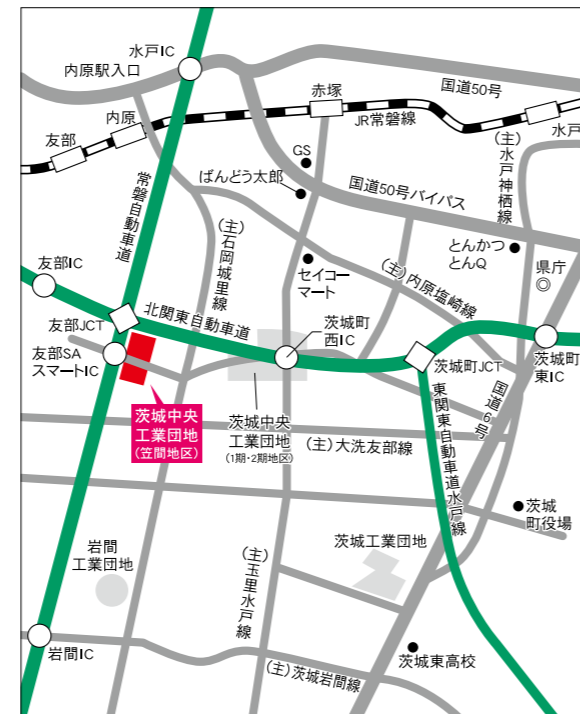 水戸IC
内原駅入口
国道50号
赤塚
JR常磐線
内原
友部
水戸
(主)水戸神栖線
GS
ばんどう太郎
国道50号バイパス
常磐自動車道
(主)石岡城里線
とんかつ
とんQ
県庁
セイコー
マート
(主)内原塩崎線
友部IC
北関東自動車道
友部JCT
茨城町
西IC
友部SA
スマートIC
茨城町JCT
茨城町
東IC
国道6号
茨城中央
工業団地
(笠間地区)
茨城中央
工業団地
(1期・2期地区)
(主)大洗友部線
東関東自動車道水戸線
茨城
町役場
岩間
工業団地
茨城工業団地
(主)玉里水戸線
岩間IC
茨城東高校
(主)茨城岩間線